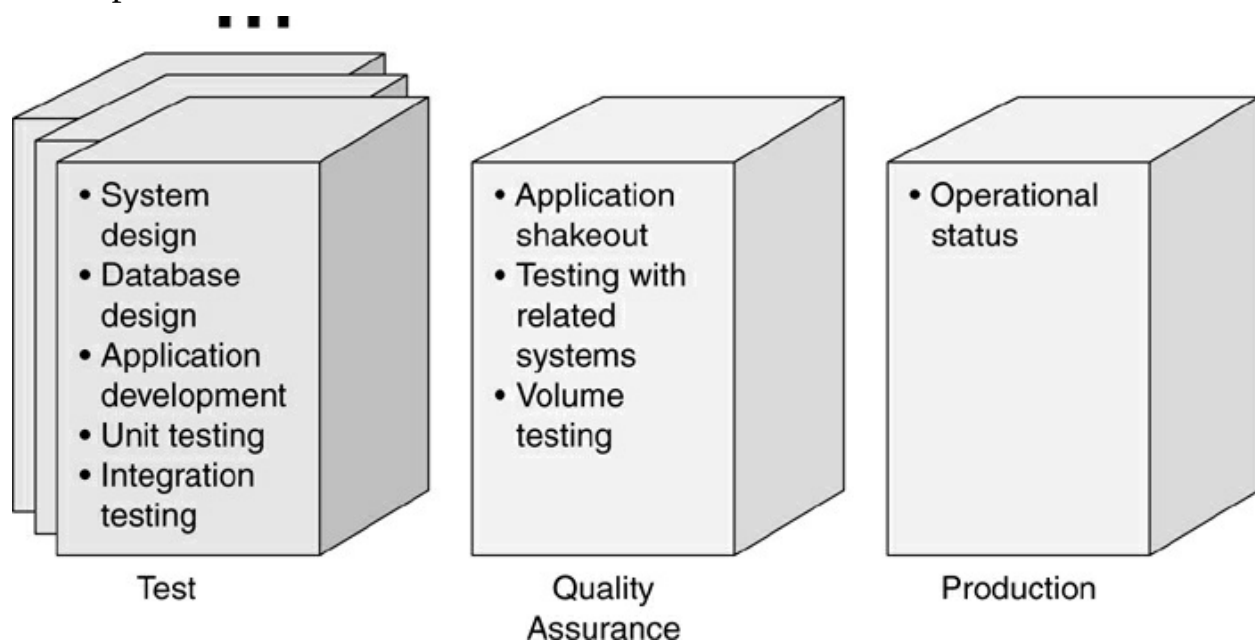 ...
• System
design
• Database
design
• Application
development
• Unit testing
• Integration
testing
Test
• Application
shakeout
• Testing with
related
systems
• Volume
testing
Quality
Assurance
• Operational
status
Production